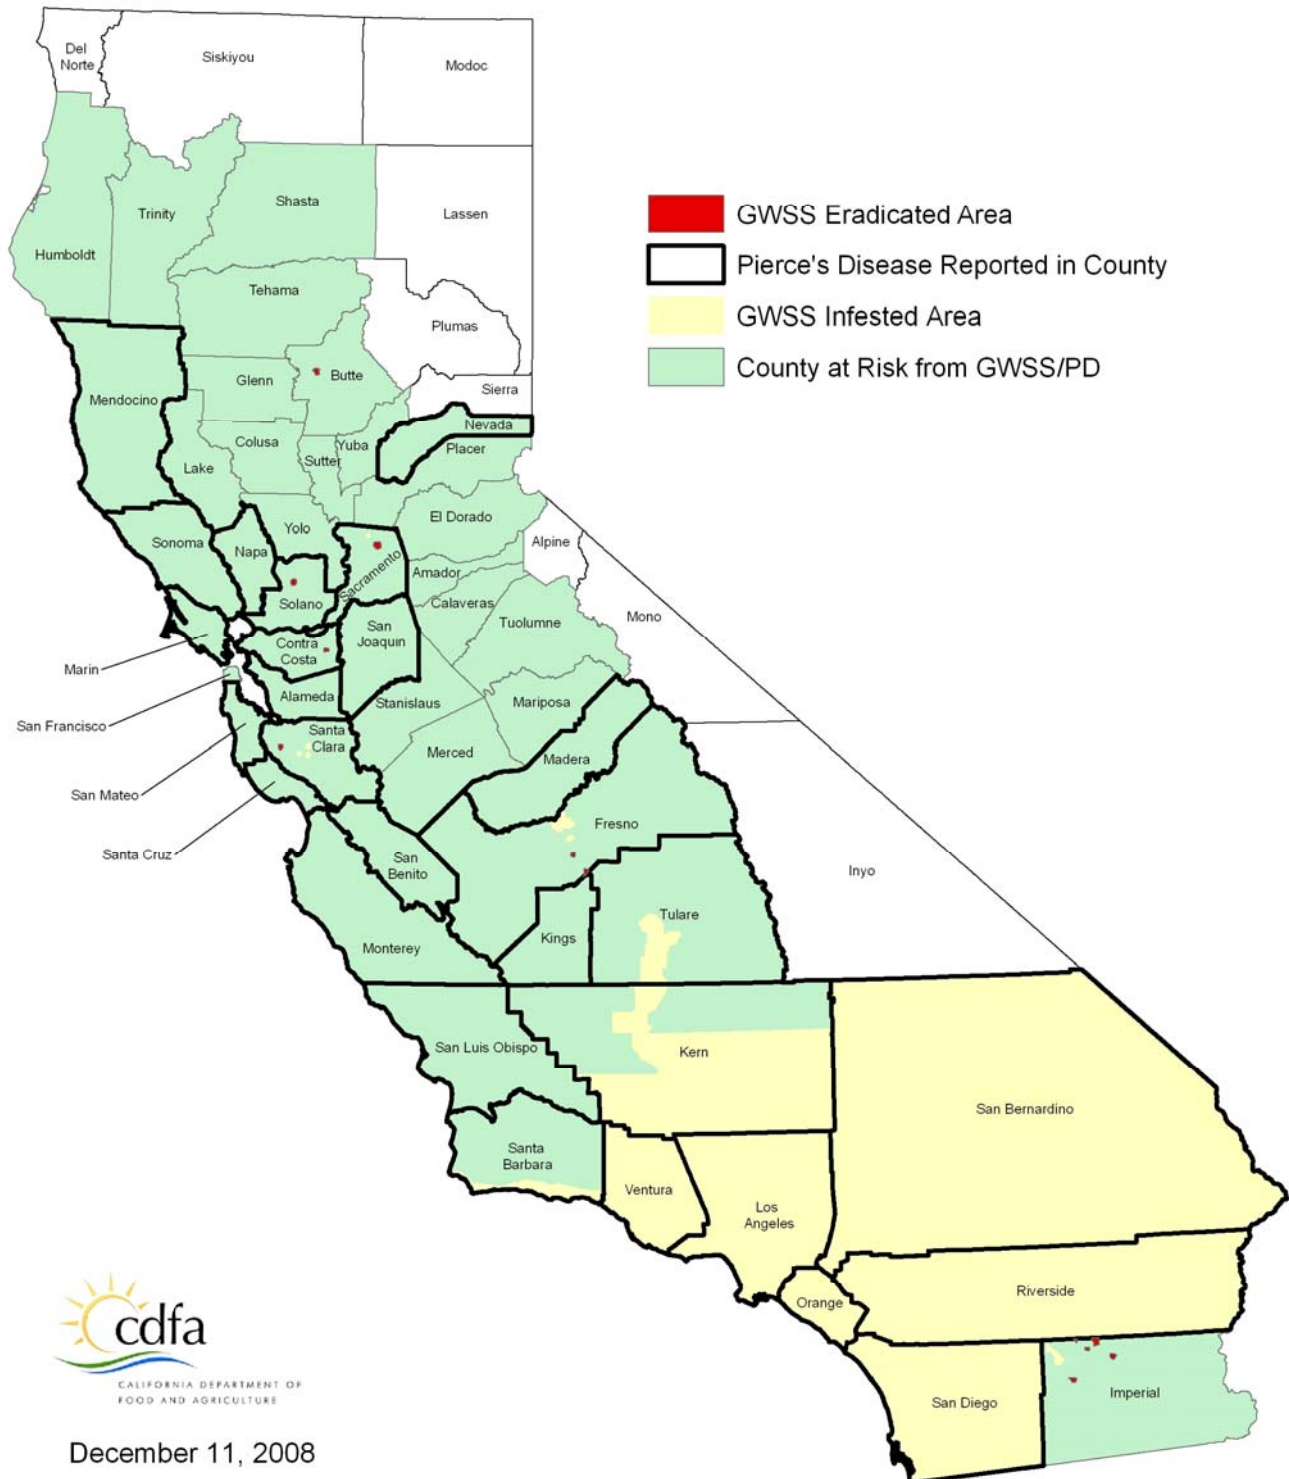 Del
Norte
Siskiyou
Modoc
Shasta
Trinity
Lassen
Humboldt
Tehama
Plumas
Glenn
Butte
Sierra
Mendocino
Nevada
Colusa
Yuba
Placer
Sutter
Lake
El Dorado
Yolo
Sonoma
Napa
Alpine
Sacramento
Amador
Solano
Calaveras
Mono
Tuolumne
San
Joaquin
Contra
Costa
Marin
Alameda
Stanislaus
Mariposa
San Francisco
Santa
Clara
Merced
Madera
San Mateo
Fresno
Santa Cruz
San
Benito
Inyo
Tulare
Kings
Monterey
San Luis Obispo
Kern
San Bernardino
Santa
Barbara
Ventura
Los
Angeles
Riverside
Orange
Imperial
San Diego
GWSS Eradicated Area
Pierce's Disease Reported in County
GWSS Infested Area
County at Risk from GWSS/PD
cdfa
CALIFORNIA DEPARTMENT OF
FOOD AND AGRICULTURE
December 11, 2008